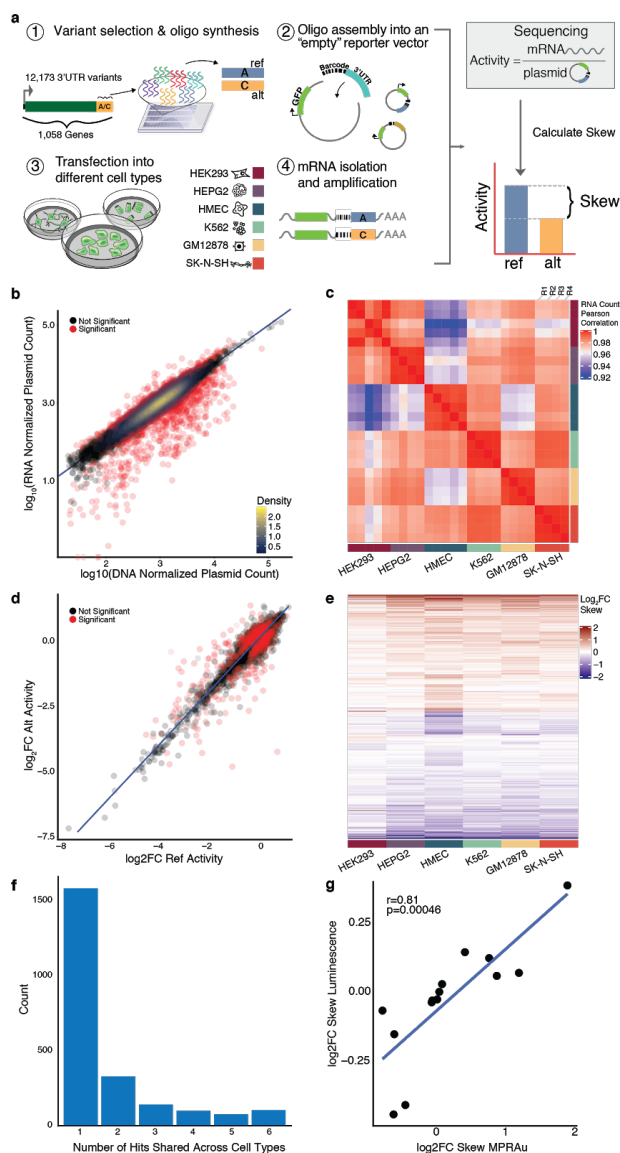 a
1 Variant selection & oligo synthesis
12,173 3'UTR variants
A/C
1,058 Genes
ref
A
C
alt
2 Oligo assembly into an
"empty" reporter vector
Barcode
3'UTR
GFP
Sequencing
Activity = mRNA
plasmid
Calculate Skew
Activity
Skew
ref alt
3 Transfection into
different cell types
HEK293
HEPG2
HMEC
K562
GM12878
SK-N-SH
4 mRNA isolation
and amplification
A AAA
C AAA
b
Not Significant
Significant
5.0
3.0
1.0
log10(RNA Normalized Plasmid Count)
Density
2.0
1.5
1.0
0.5
2 3 4 5
log10(DNA Normalized Plasmid Count)
c
R1 R2 R3 R4
RNA Count
Pearson
Correlation
1
0.98
0.96
0.94
0.92
HEK293 HEPG2 HMEC K562 GM12878 SK-N-SH
d
Not Significant
Significant
0.0
−2.5
−5.0
−7.5
log2FC Alt Activity
−8 −6 −4 −2 0
log2FC Ref Activity
e
Log2FC
Skew
2
1
0
−1
−2
HEK293 HEPG2 HMEC K562 GM12878 SK-N-SH
f
1500
1000
500
0
Count
1 2 3 4 5 6
Number of Hits Shared Across Cell Types
g
r=0.81
p=0.00046
0.25
0.00
−0.25
log2FC Skew Luminescence
0 1 2
log2FC Skew MPRAu